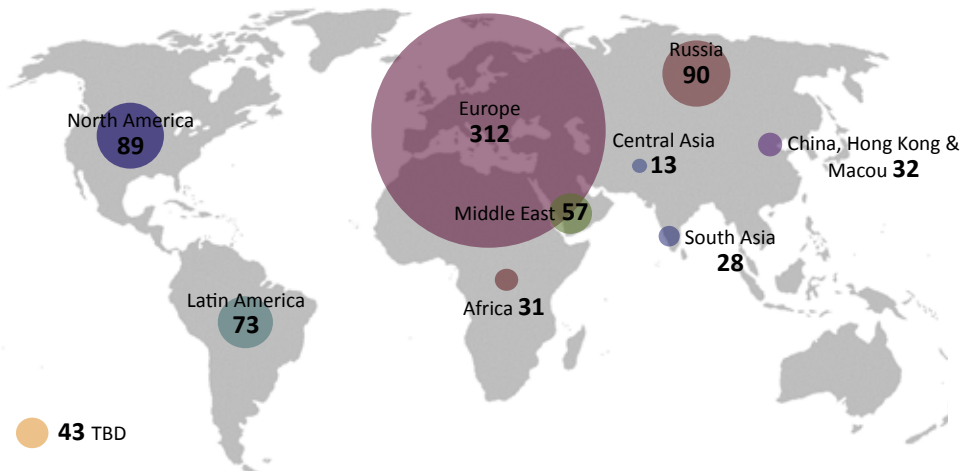 Russia
90
North America
89
Europe
312
Central Asia
13
China, Hong Kong &
Macou 32
Middle East 57
South Asia
28
Africa 31
Latin America
73
43 TBD